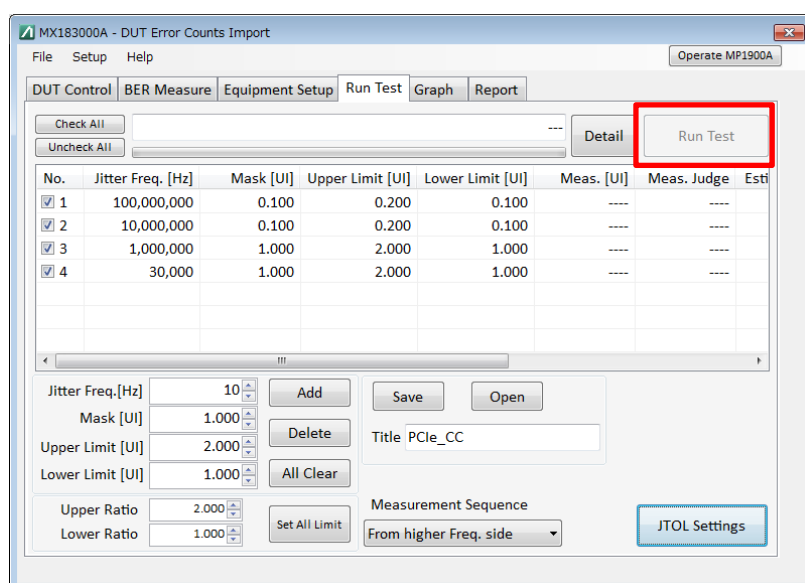 MX183000A - DUT Error Counts Import
File Setup Help Operate MP1900A
DUT Control BER Measure Equipment Setup Run Test Graph Report
Check All --- Detail Run Test
Uncheck All
No. Jitter Freq. [Hz] Mask [UI] Upper Limit [UI] Lower Limit [UI] Meas. [UI] Meas. Judge Esti
1 100,000,000 0.100 0.200 0.100 ---- ----
2 10,000,000 0.100 0.200 0.100 ---- ----
3 1,000,000 1.000 2.000 1.000 ---- ----
4 30,000 1.000 2.000 1.000 ---- ----
Jitter Freq.[Hz] 10 Add Save Open
Mask [UI] 1.000
Upper Limit [UI] 2.000 Delete Title PCIe_CC
Lower Limit [UI] 1.000 All Clear
Upper Ratio 2.000 Set All Limit Measurement Sequence
Lower Ratio 1.000 From higher Freq. side JTOL Settings